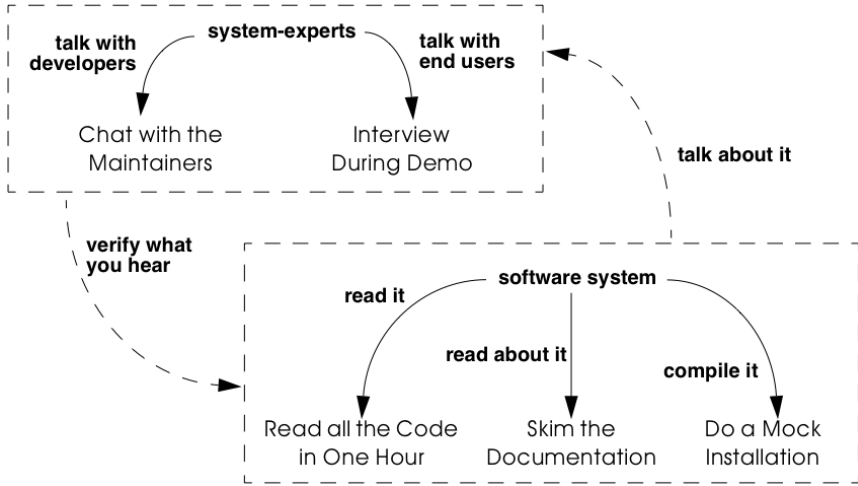 system-experts
talk with
developers
talk with
end users
Chat with the
Maintainers
Interview
During Demo
talk about it
verify what
you hear
software system
read it
read about it
compile it
Read all the Code
in One Hour
Skim the
Documentation
Do a Mock
Installation